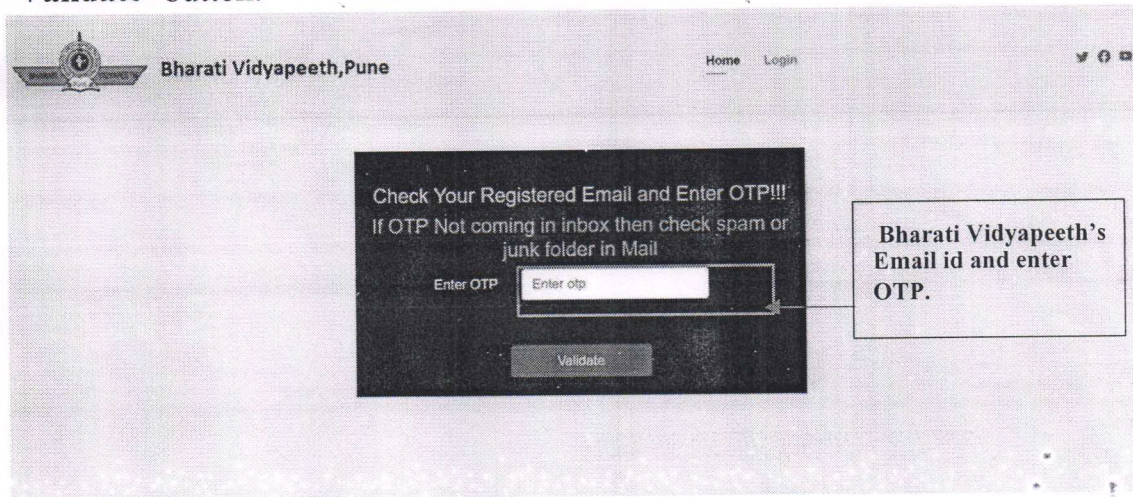 Bharati Vidyapeeth,Pune
Home Login
Check Your Registered Email and Enter OTP!!!
If OTP Not coming in inbox then check spam or
junk folder in Mail
Enter OTP Enter otp
Validate
Bharati Vidyapeeth's
Email id and enter
OTP.